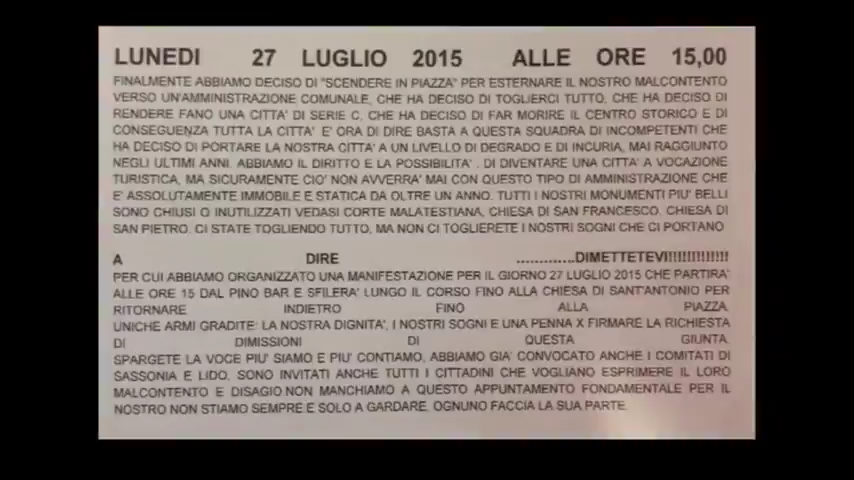 LUNEDI 27 LUGLIO 2015 ALLE ORE 15,00
FINALMENTE ABBIAMO DECISO DI "SCENDERE IN PIAZZA" PER ESTERNARE IL NOSTRO MALCONTENTO
VERSO UN'AMMINISTRAZIONE COMUNALE, CHE HA DECISO DI TOGLIERCI TUTTO, CHE HA DECISO DI
RENDERE FANO UNA CITTA' DI SERIE C, CHE HA DECISO DI FAR MORIRE IL CENTRO STORICO E DI
CONSEGUENZA TUTTA LA CITTA' E' ORA DI DIRE BASTA A QUESTA SQUADRA DI INCOMPETENTI CHE
HA DECISO DI PORTARE LA NOSTRA CITTA' A UN LIVELLO DI DEGRADO E DI INCURIA, MAI RAGGIUNTO
NEGLI ULTIMI ANNI. ABBIAMO IL DIRITTO E LA POSSIBILITA' . DI DIVENTARE UNA CITTA' A VOCAZIONE
TURISTICA, MA SICURAMENTE CIO' NON AVVERRA' MAI CON QUESTO TIPO DI AMMINISTRAZIONE CHE
E' ASSOLUTAMENTE IMMOBILE E STATICA DA OLTRE UN ANNO. TUTTI I NOSTRI MONUMENTI PIU' BELLI
SONO CHIUSI O INUTILIZZATI VEDASI CORTE MALATESTIANA, CHIESA DI SAN FRANCESCO. CHIESA DI
SAN PIETRO. CI STATE TOGLIENDO TUTTO, MA NON CI TOGLIERETE I NOSTRI SOGNI CHE CI PORTANO
A DIRE ............DIMETTETEVI!!!!!!!!!!!!!
PER CUI ABBIAMO ORGANIZZATO UNA MANIFESTAZIONE PER IL GIORNO 27 LUGLIO 2015 CHE PARTIRA'
ALLE ORE 15 DAL PINO BAR E SFILERA' LUNGO IL CORSO FINO ALLA CHIESA DI SANT'ANTONIO PER
RITORNARE INDIETRO FINO ALLA PIAZZA.
UNICHE ARMI GRADITE: LA NOSTRA DIGNITA', I NOSTRI SOGNI E UNA PENNA X FIRMARE LA RICHIESTA
DI DIMISSIONI DI QUESTA GIUNTA.
SPARGETE LA VOCE PIU' SIAMO E PIU' CONTIAMO, ABBIAMO GIA' CONVOCATO ANCHE I COMITATI DI
SASSONIA E LIDO, SONO INVITATI ANCHE TUTTI I CITTADINI CHE VOGLIANO ESPRIMERE IL LORO
MALCONTENTO E DISAGIO NON MANCHIAMO A QUESTO APPUNTAMENTO FONDAMENTALE PER IL
NOSTRO NON STIAMO SEMPRE E SOLO A GARDARE, OGNUNO FACCIA LA SUA PARTE.